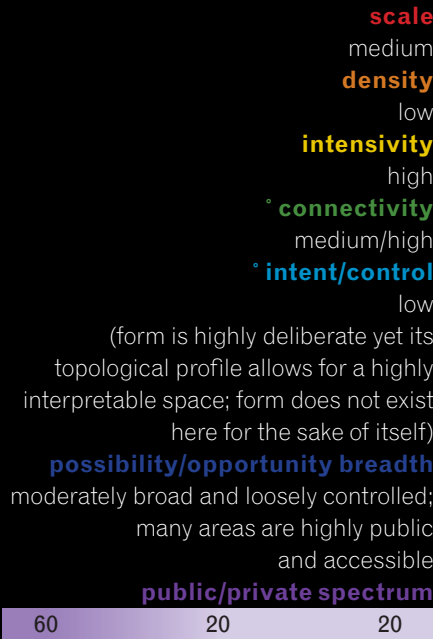 scale
medium
density
low
intensivity
high
° connectivity
medium/high
° intent/control
low
(form is highly deliberate yet its
topological profile allows for a highly
interpretable space; form does not exist
here for the sake of itself)
possibility/opportunity breadth
moderately broad and loosely controlled;
many areas are highly public
and accessible
public/private spectrum
60 20 20